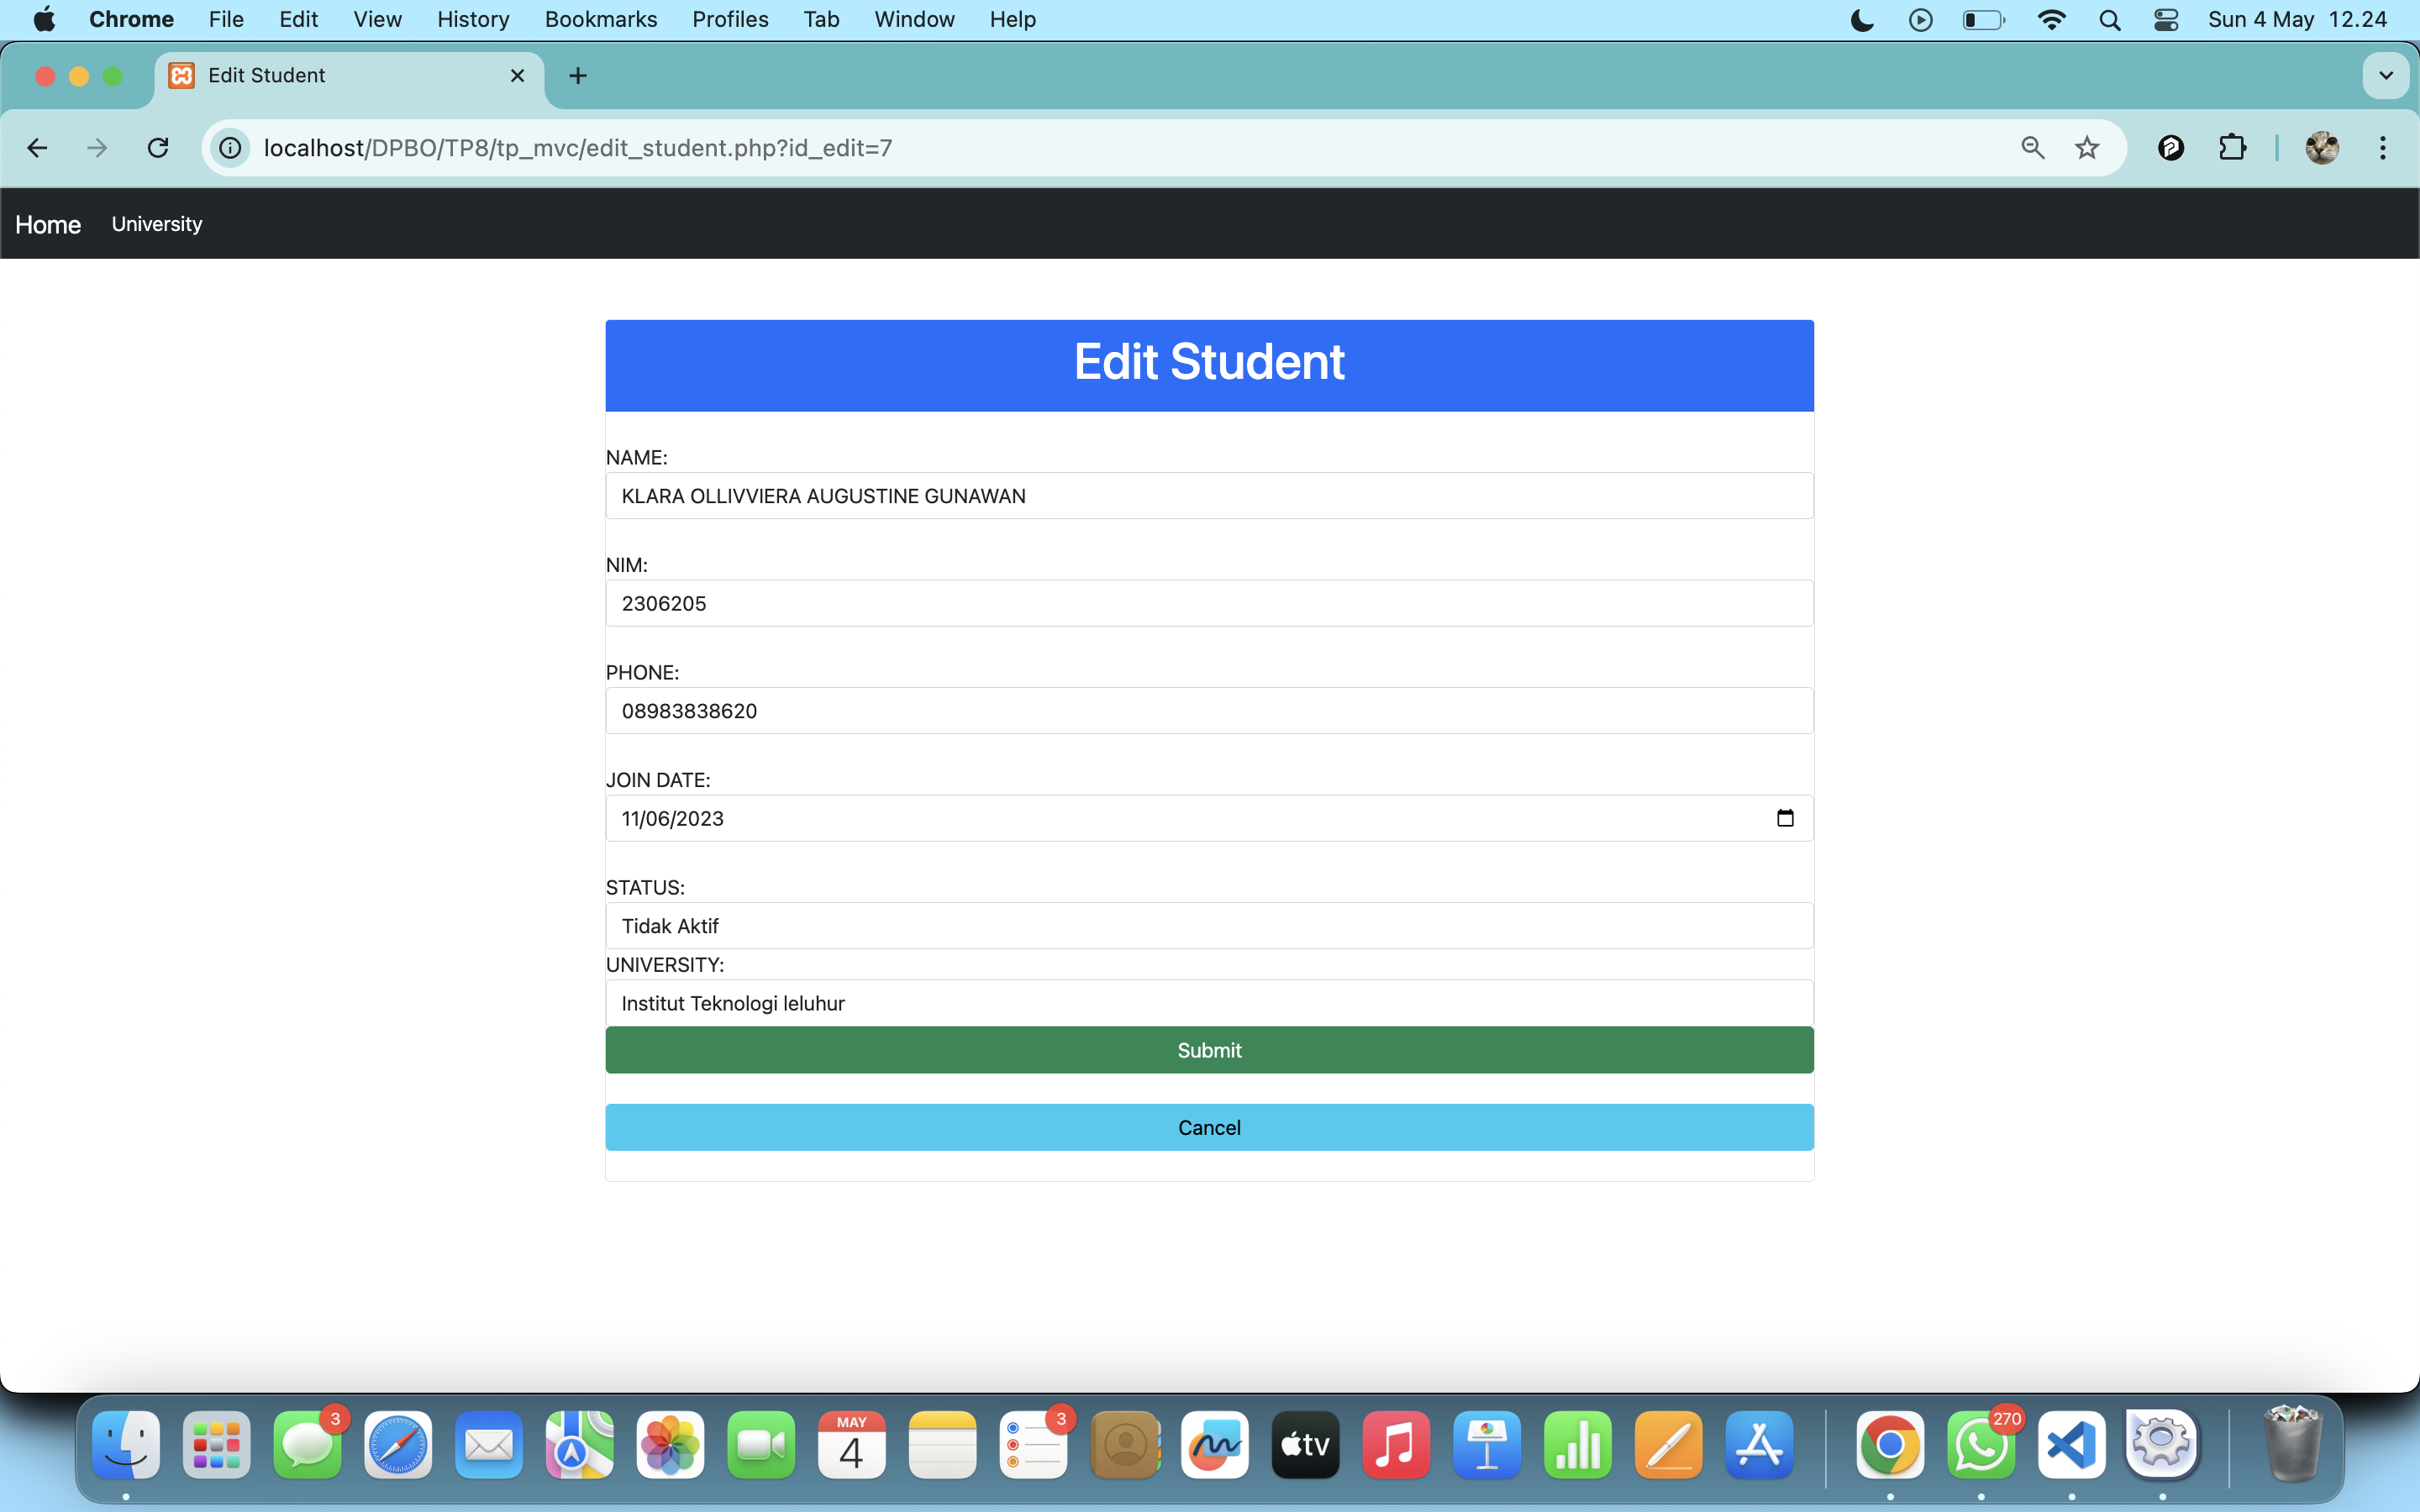 Chrome File Edit View History Bookmarks Profiles Tab Window Help Sun 4 May 12.24
Edit Student
localhost/DPBO/TP8/tp_mvc/edit_student.php?id_edit=7
Home University
Edit Student
NAME:
KLARA OLLIVVIERA AUGUSTINE GUNAWAN
NIM:
2306205
PHONE:
08983838620
JOIN DATE:
11/06/2023
STATUS:
Tidak Aktif
UNIVERSITY:
Institut Teknologi leluhur
Submit
Cancel
3 MAY 4 3 tv 270